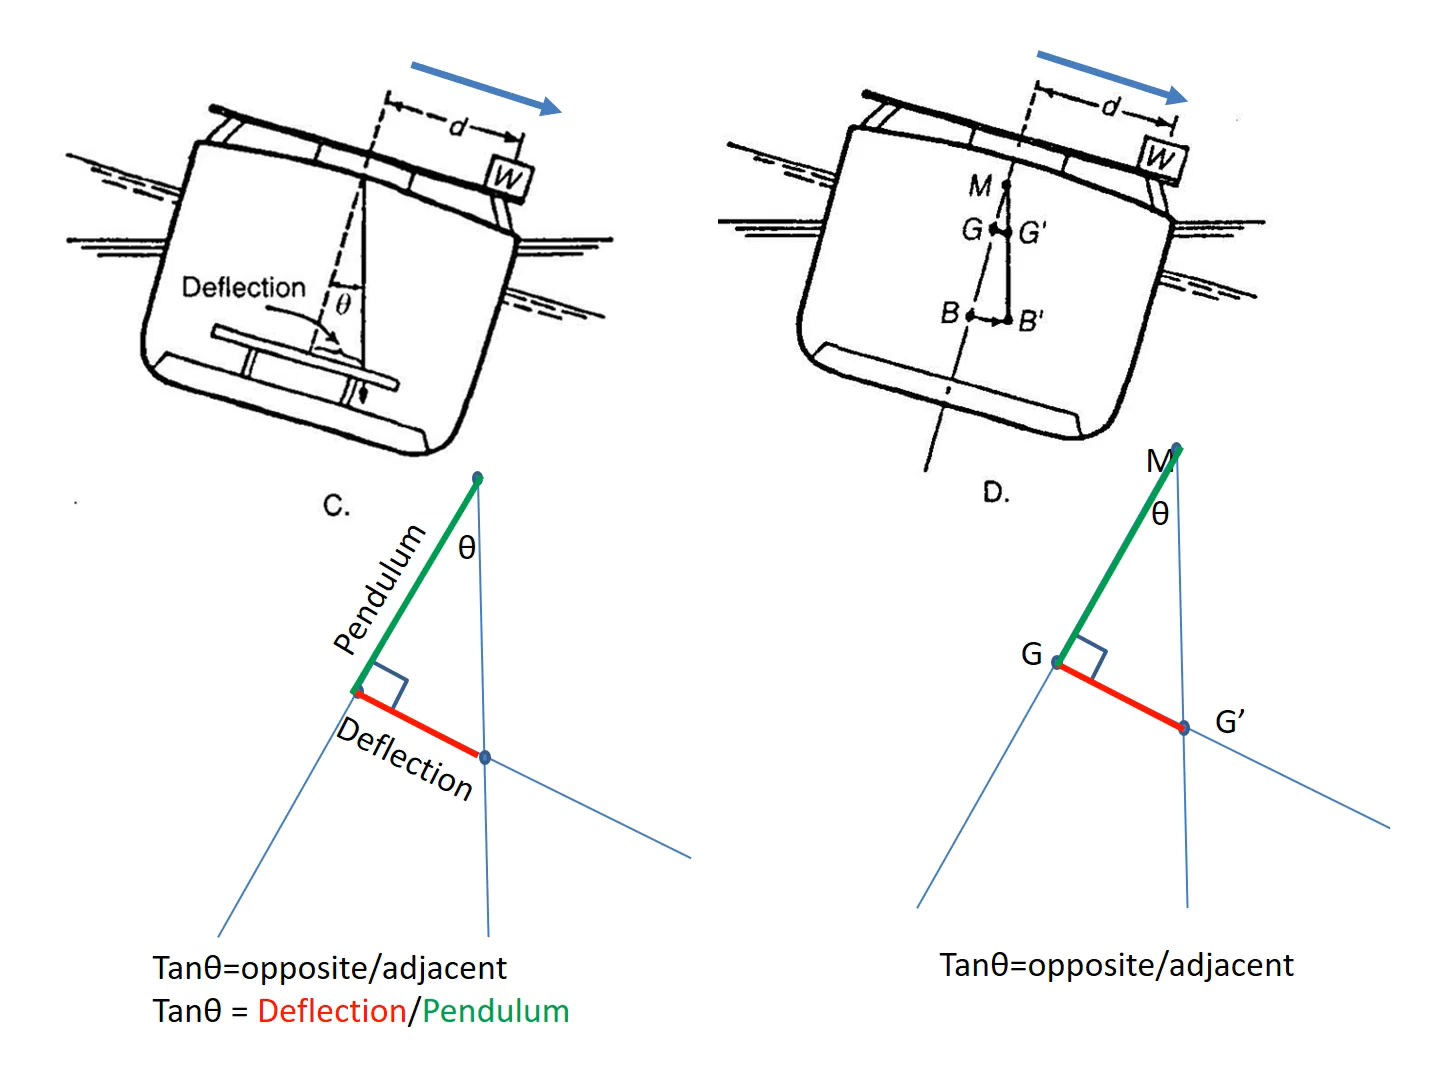 d
W
Deflection
θ
C.
d
W
M
G G'
B B'
D.
θ
Pendulum
Deflection
Tanθ=opposite/adjacent
Tanθ = Deflection/Pendulum
M
θ
G
G’
Tanθ=opposite/adjacent